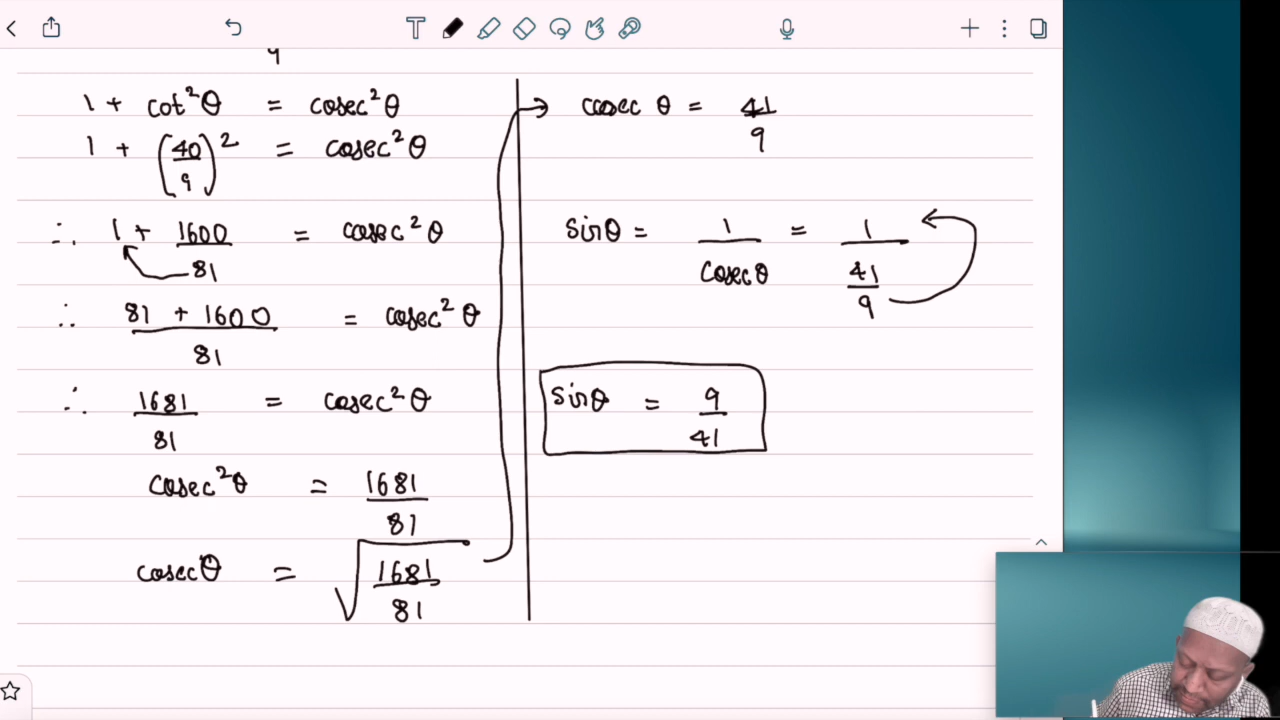 9
1 + cot²θ = cosec²θ
1 + (40/9)² = cosec²θ
∴ 1 + 1600/81 = cosec²θ
∴ 81 + 1600/81 = cosec²θ
∴ 1681/81 = cosec²θ
cosec²θ = 1681/81
cosecθ = √1681/81
→ cosec θ = 41/9
sinθ = 1/cosecθ = 1/41/9
sinθ = 9/41